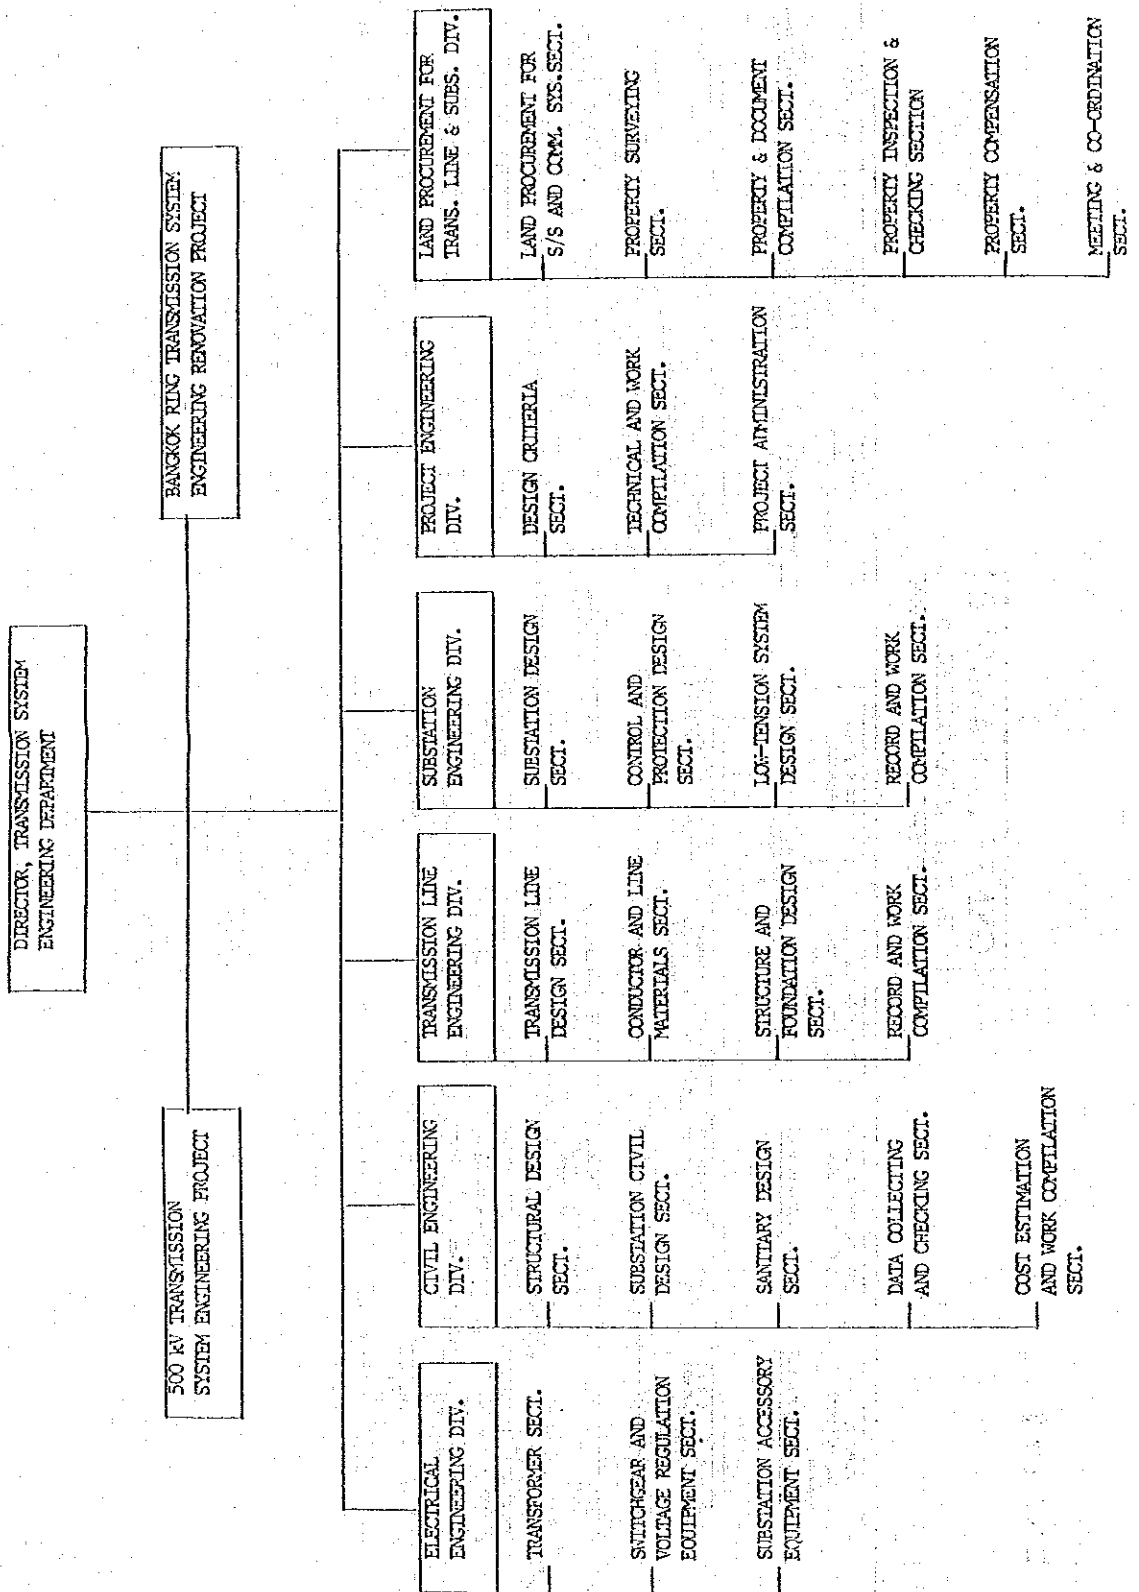 DIRECTOR, TRANSMISSION SYSTEM
ENGINEERING DEPARTMENT
500 kV TRANSMISSION
SYSTEM ENGINEERING PROJECT
BANGKOK RING TRANSMISSION SYSTEM
ENGINEERING RENOVATION PROJECT
ELECTRICAL
ENGINEERING DIV.
TRANSFORMER SECT.
SWITCHGEAR AND
VOLTAGE REGULATION
EQUIPMENT SECT.
SUBSTATION ACCESSORY
EQUIPMENT SECT.
CIVIL ENGINEERING
DIV.
STRUCTURAL DESIGN
SECT.
SUBSTATION CIVIL
DESIGN SECT.
SANITARY DESIGN
SECT.
DATA COLLECTING
AND CHECKING SECT.
COST ESTIMATION
AND WORK COMPILATION
SECT.
TRANSMISSION LINE
ENGINEERING DIV.
TRANSMISSION LINE
DESIGN SECT.
CONDUCTOR AND LINE
MATERIALS SECT.
STRUCTURE AND
FOUNDATION DESIGN
SECT.
RECORD AND WORK
COMPILATION SECT.
SUBSTATION
ENGINEERING DIV.
SUBSTATION DESIGN
SECT.
CONTROL AND
PROTECTION DESIGN
SECT.
LOW-TENSION SYSTEM
DESIGN SECT.
RECORD AND WORK
COMPILATION SECT.
PROJECT ENGINEERING
DIV.
DESIGN CRITERIA
SECT.
TECHNICAL AND WORK
COMPILATION SECT.
PROJECT ADMINISTRATION
SECT.
LAND PROCUREMENT FOR
TRANS. LINE & SUBS. DIV.
LAND PROCUREMENT FOR
S/S AND COMM. SYS.SECT.
PROPERTY SURVEYING
SECT.
PROPERTY & DOCUMENT
COMPILATION SECT.
PROPERTY INSPECTION &
CHECKING SECTION
PROPERTY COMPENSATION
SECT.
MEETING & CO-ORDINATION
SECT.